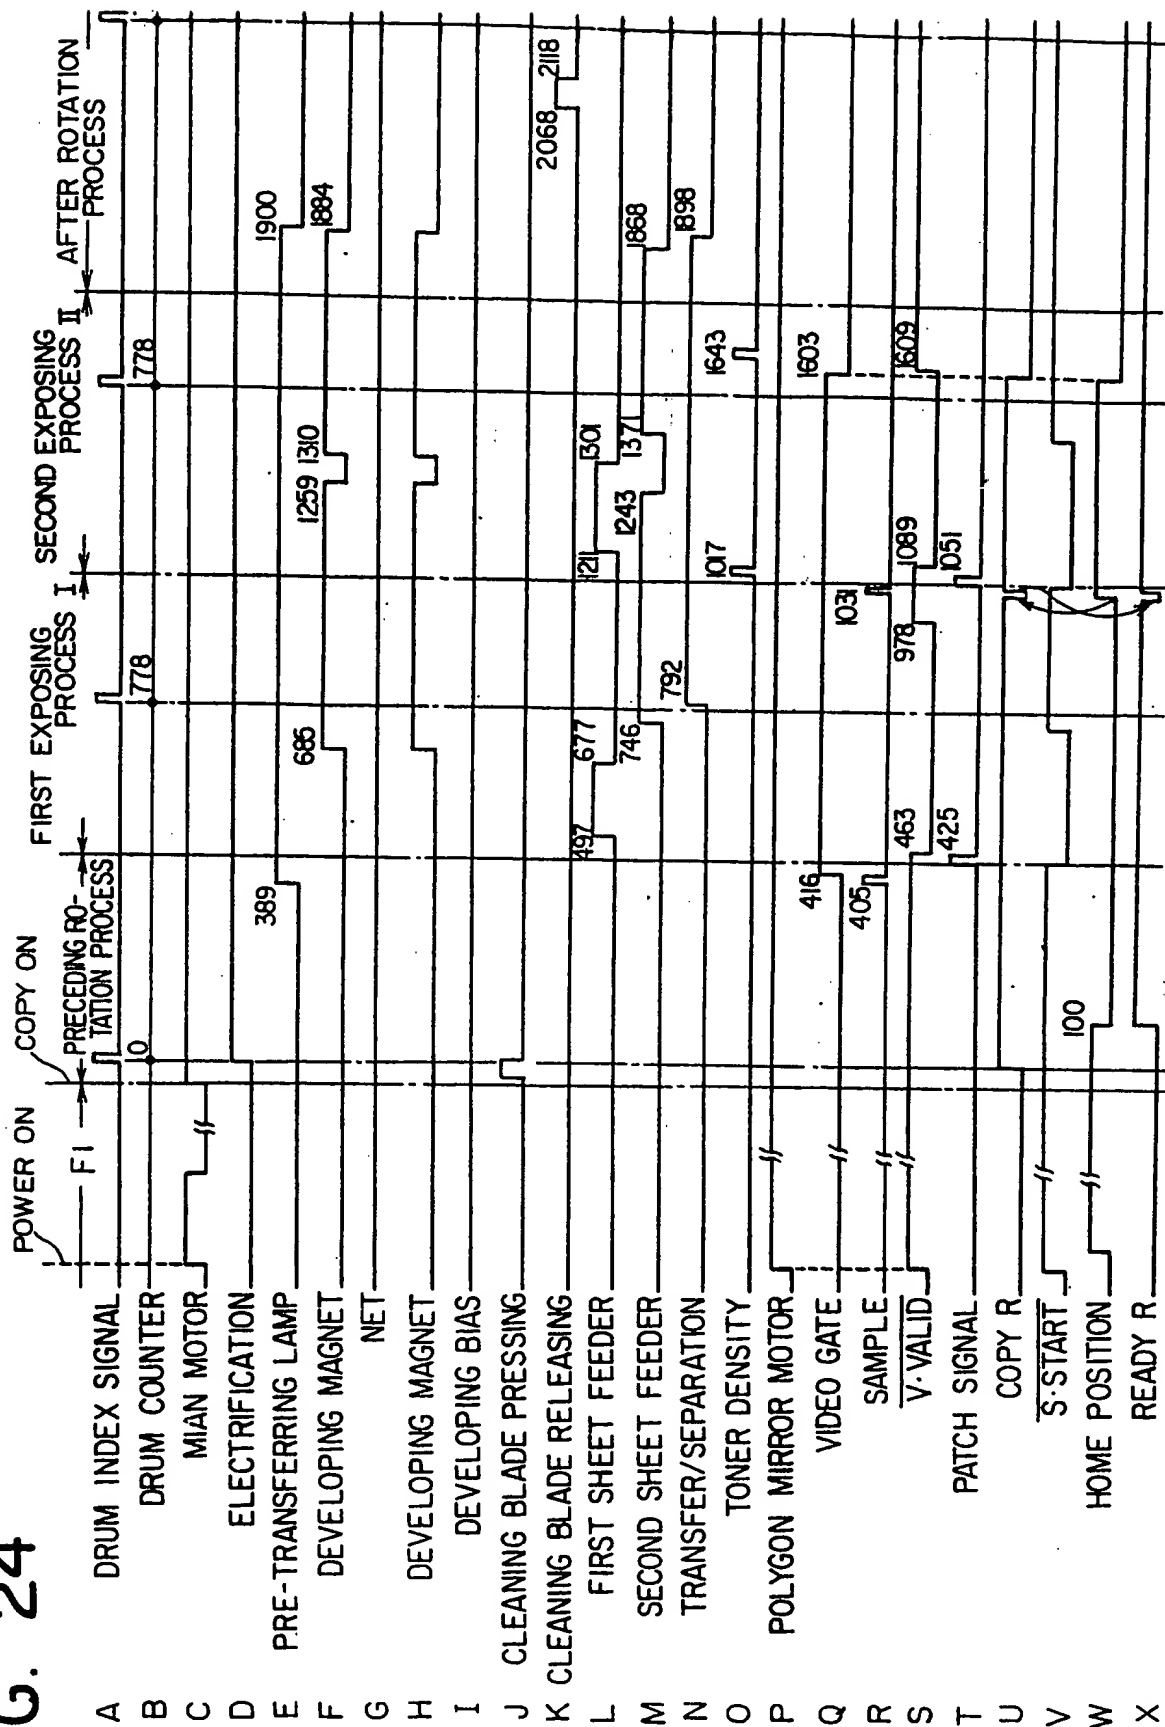 G. 24
POWER ON
COPY ON
F1
PRECEDING RO-
TATION PROCESS
FIRST EXPOSING
PROCESS I
SECOND EXPOSING
PROCESS II
AFTER ROTATION
PROCESS
A DRUM INDEX SIGNAL
B DRUM COUNTER 0 778 778
C MIAN MOTOR
D ELECTRIFICATION
E PRE-TRANSFERRING LAMP 389 1900
F DEVELOPING MAGNET 685 1259 1310 1884
G NET
H DEVELOPING MAGNET
I DEVELOPING BIAS
J CLEANING BLADE PRESSING
K CLEANING BLADE RELEASING 2068 2118
L FIRST SHEET FEEDER 497 677 1211 1301
M SECOND SHEET FEEDER 746 1243 1371 1868
N TRANSFER/SEPARATION 792 1898
O TONER DENSITY 1017 1643
P POLYGON MIRROR MOTOR
Q VIDEO GATE 416 1603
R SAMPLE 405 1031
S V·VALID 463 978 1089 1609
T PATCH SIGNAL 425 1051
U COPY R
V S·START
W HOME POSITION 100
X READY R